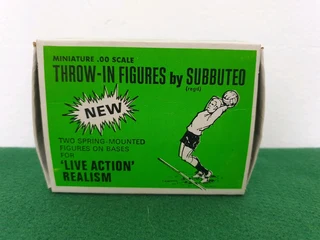 MINIATURE .00 SCALE
THROW-IN FIGURES by SUBBUTEO
(regd)
NEW
TWO SPRING-MOUNTED
FIGURES ON BASES
FOR
'LIVE ACTION'
REALISM